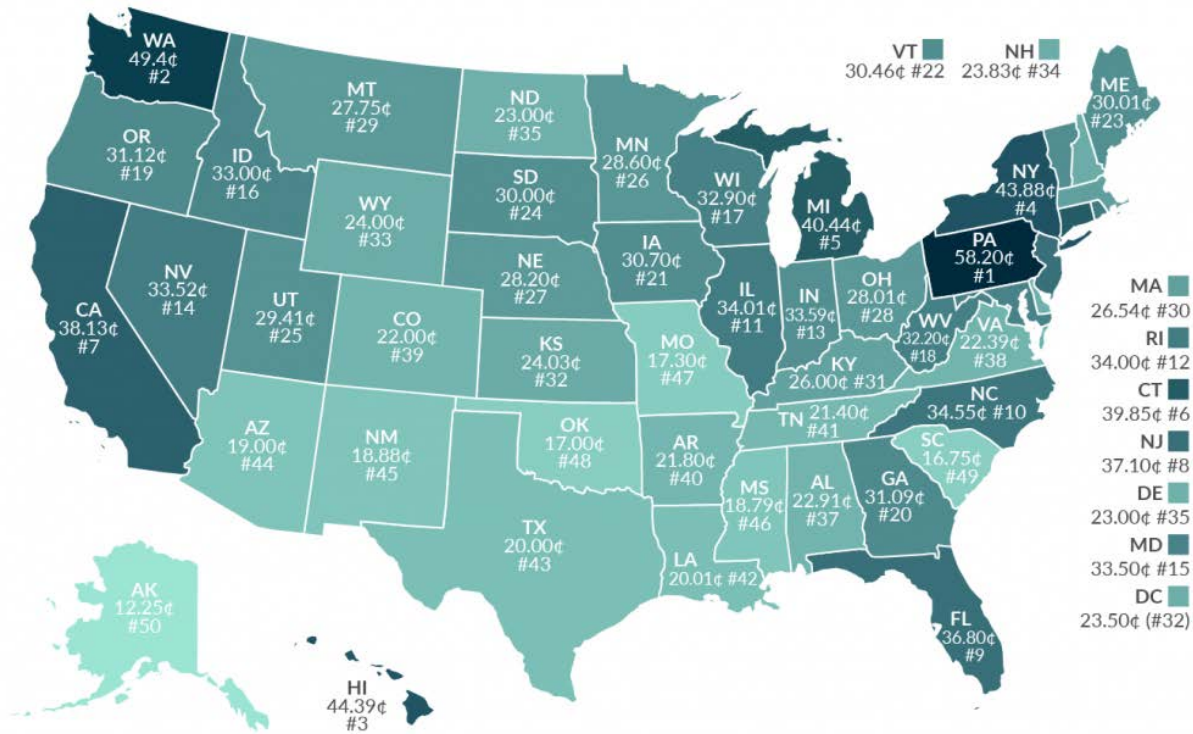 WA
49.4¢
#2
VT
30.46¢ #22
NH
23.83¢ #34
ME
30.01¢
#23
MT
27.75¢
#29
ND
23.00¢
#35
OR
31.12¢
#19
ID
33.00¢
#16
MN
28.60¢
#26
WI
32.90¢
#17
SD
30.00¢
#24
WY
24.00¢
#33
MI
40.44¢
#5
NY
43.88¢
#4
PA
58.20¢
#1
IA
30.70¢
#21
NE
28.20¢
#27
NV
33.52¢
#14
UT
29.41¢
#25
CA
38.13¢
#7
CO
22.00¢
#39
IL
34.01¢
#11
IN
33.59¢
#13
OH
28.01¢
#28
WV
32.20¢
#18
VA
22.39¢
#38
KS
24.03¢
#32
MO
17.30¢
#47
KY
26.00¢ #31
NC
34.55¢ #10
TN 21.40¢
#41
AZ
19.00¢
#44
NM
18.88¢
#45
OK
17.00¢
#48
AR
21.80¢
#40
SC
16.75¢
#49
MS
18.79¢
#46
AL
22.91¢
#37
GA
31.09¢
#20
TX
20.00¢
#43
LA
20.01¢ #42
FL
36.80¢
#9
AK
12.25¢
#50
HI
44.39¢
#3
MA
26.54¢ #30
RI
34.00¢ #12
CT
39.85¢ #6
NJ
37.10¢ #8
DE
23.00¢ #35
MD
33.50¢ #15
DC
23.50¢ (#32)